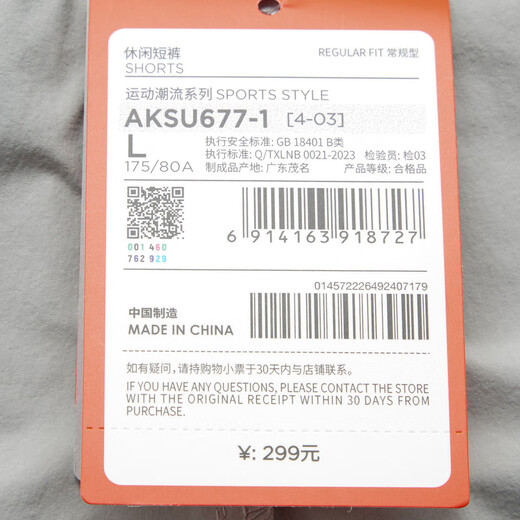 休闲短裤
SHORTS
REGULAR FIT 常规型
运动潮流系列 SPORTS STYLE
AKSU677-1 [4-03]
L
175/80A
执行安全标准: GB 18401 B类
执行标准: Q/TXLNB 0021-2023 检验员: 检03
制成品产地: 广东茂名 产品等级: 合格品
001 460
762 929
6 914163 918727
014572226492407179
中国制造
MADE IN CHINA
如有疑问，请持购物小票于30天内与店铺联系。
IF YOU HAVE ANY QUESTIONS, PLEASE CONTACT THE STORE
WITH THE ORIGINAL RECEIPT WITHIN 30 DAYS FROM
PURCHASE.
¥: 299元